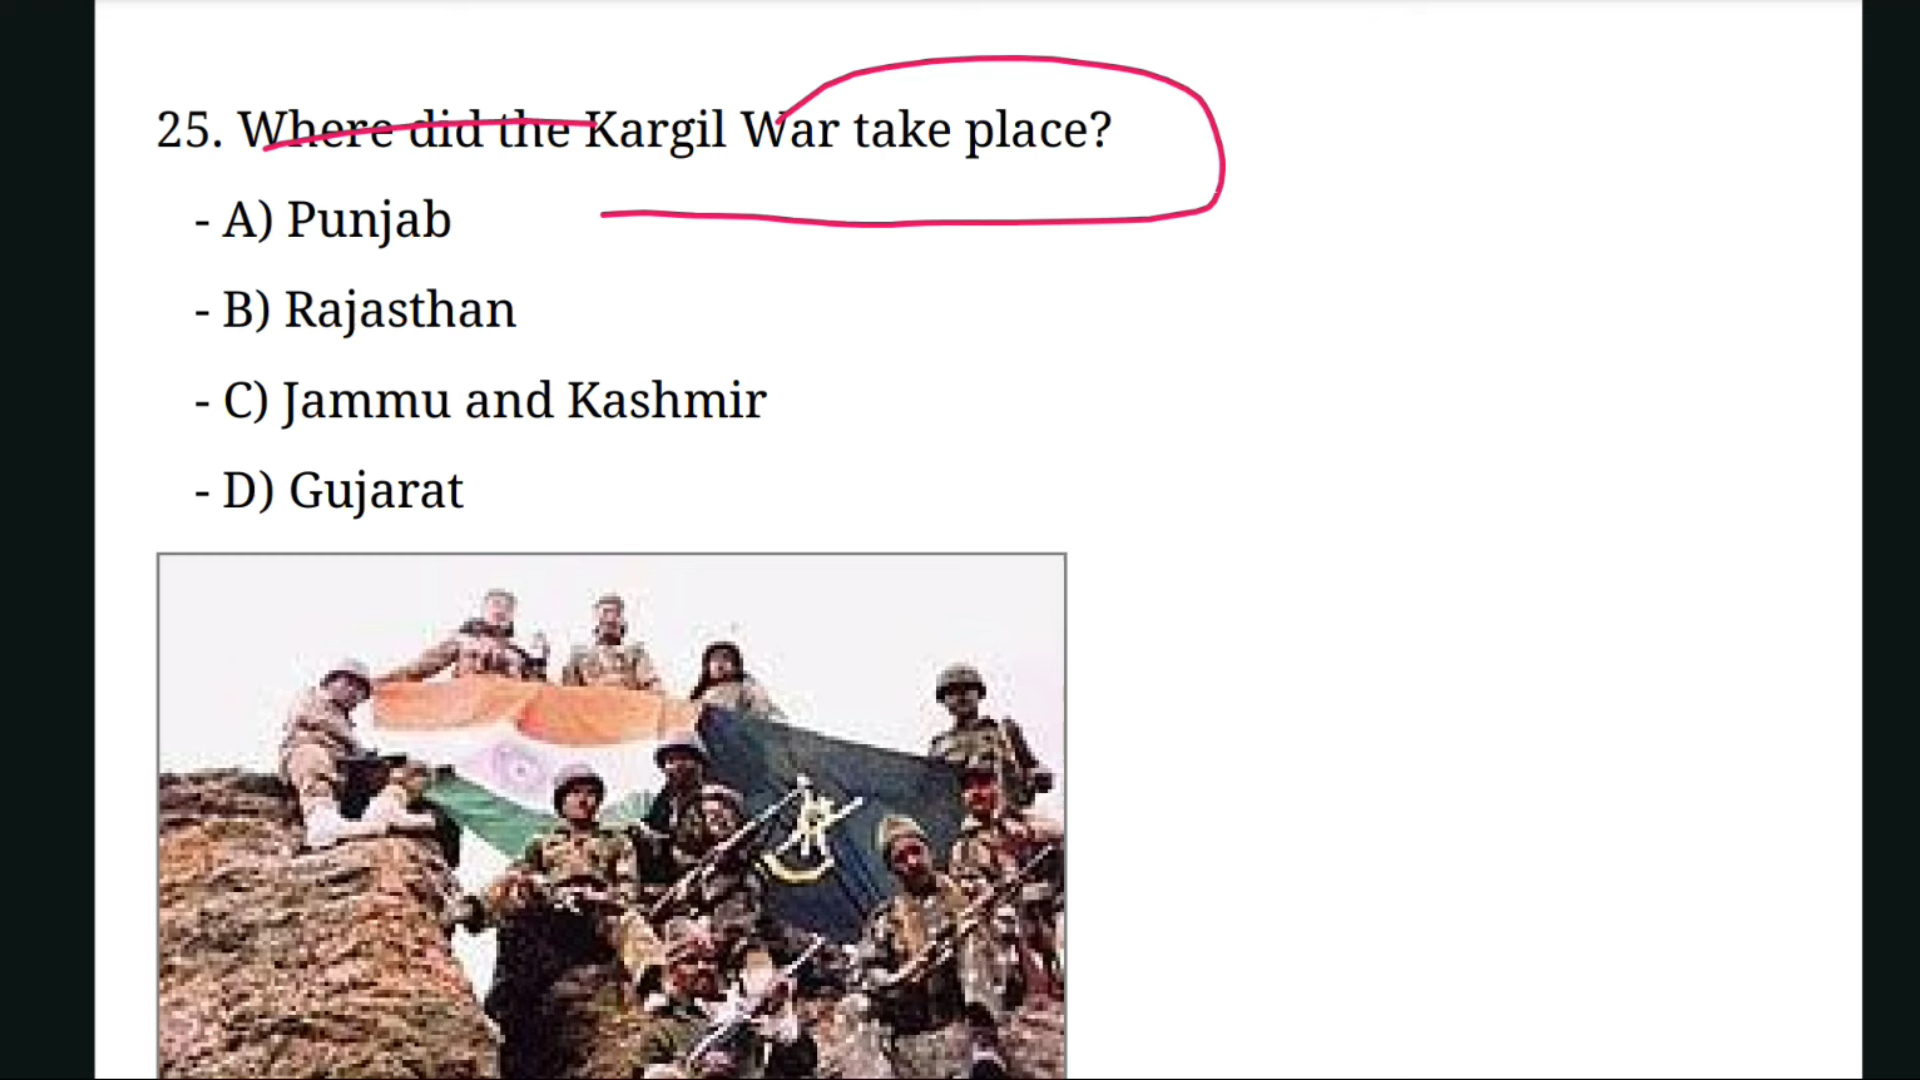 25. Where did the Kargil War take place?
- A) Punjab
- B) Rajasthan
- C) Jammu and Kashmir
- D) Gujarat